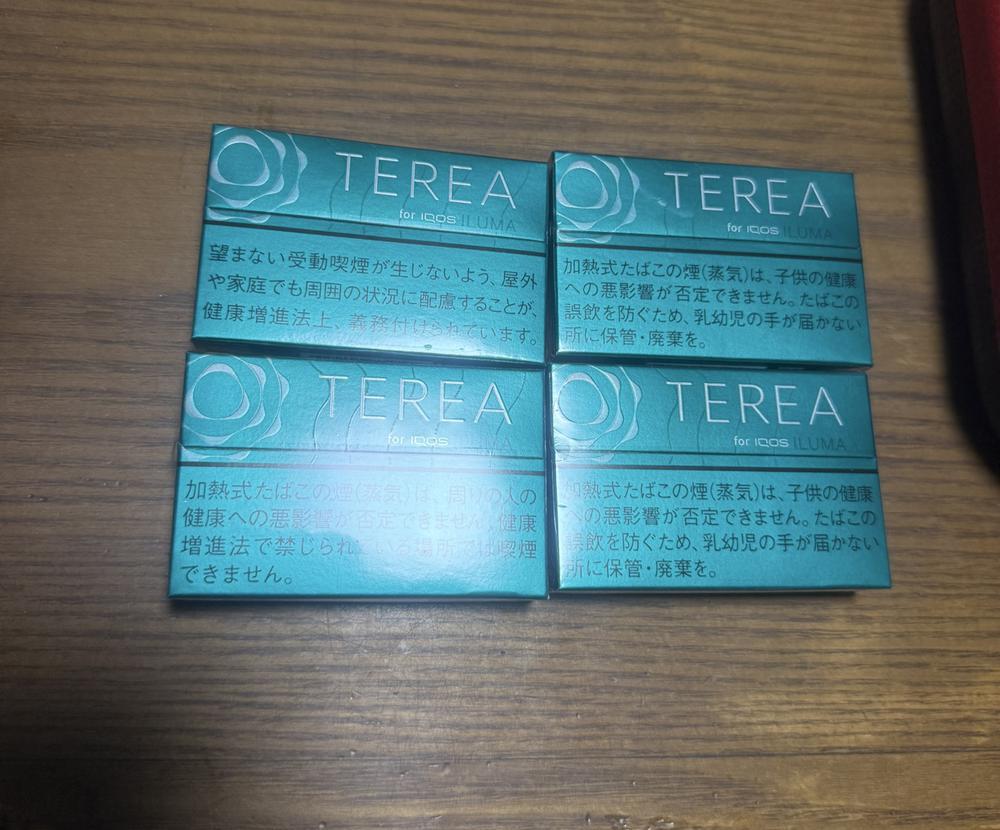 TEREA
for IQOS ILUMA
望まない受動喫煙が生じないよう、屋外
や家庭でも周囲の状況に配慮することが、
健康増進法上、義務付けられています。
TEREA
for IQOS ILUMA
加熱式たばこの煙(蒸気)は、子供の健康
への悪影響が否定できません。たばこの
誤飲を防ぐため、乳幼児の手が届かない
所に保管・廃棄を。
TEREA
for IQOS ILUMA
加熱式たばこの煙(蒸気)は、周りの人の
健康への悪影響が否定できません。健康
増進法で禁じられている場所では喫煙
できません。
TEREA
for IQOS ILUMA
加熱式たばこの煙(蒸気)は、子供の健康
への悪影響が否定できません。たばこの
誤飲を防ぐため、乳幼児の手が届かない
所に保管・廃棄を。